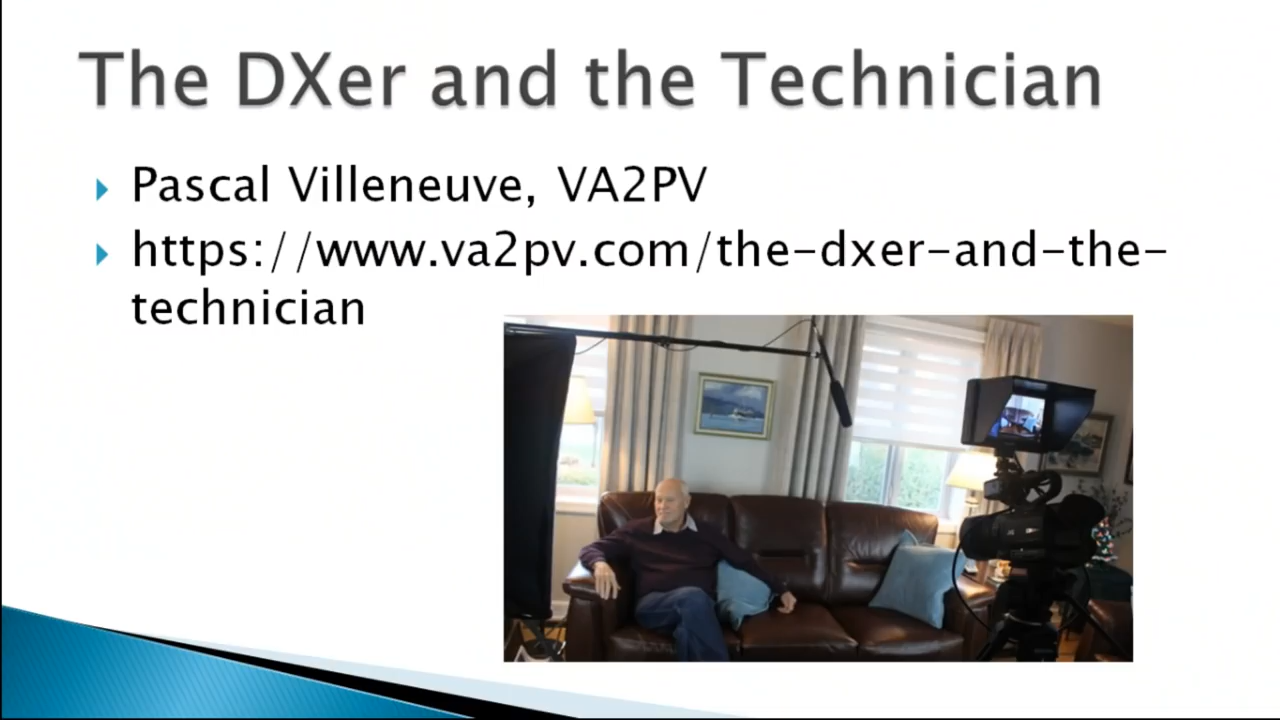 The DXer and the Technician
Pascal Villeneuve, VA2PV
https://www.va2pv.com/the-dxer-and-the-
technician